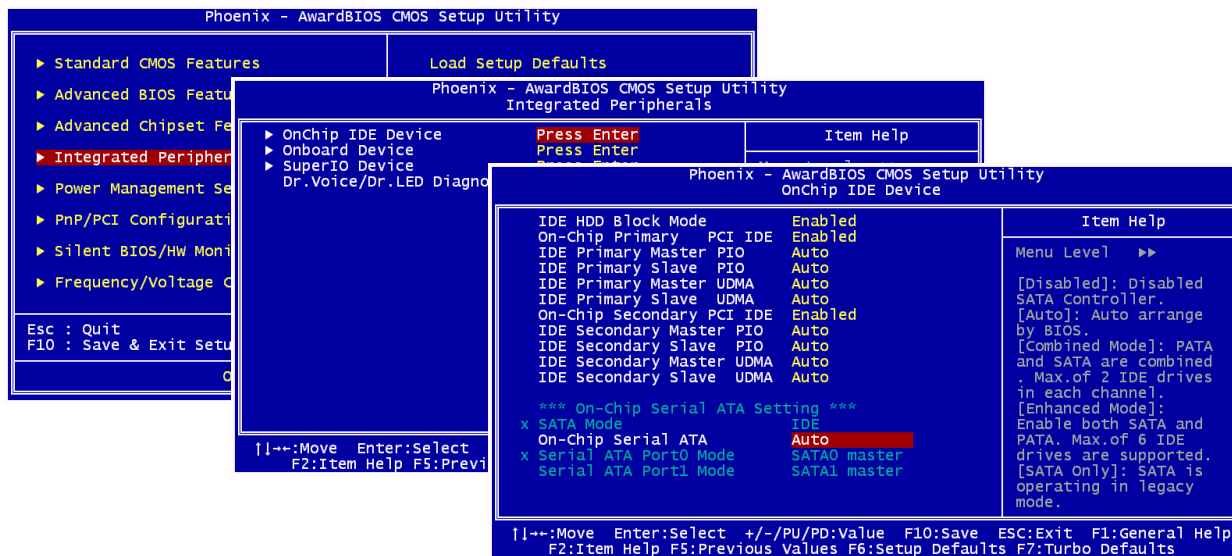 Phoenix - AwardBIOS CMOS Setup Utility
▶ Standard CMOS Features
Load Setup Defaults
▶ Advanced BIOS Featu
▶ Advanced Chipset Fe
▶ Integrated Peripher
▶ Power Management Se
▶ PnP/PCI Configurati
▶ Silent BIOS/HW Moni
▶ Frequency/Voltage C
Esc : Quit
F10 : Save & Exit Setu
Phoenix - AwardBIOS CMOS Setup Utility
Integrated Peripherals
▶ OnChip IDE Device Press Enter
▶ Onboard Device Press Enter
▶ SuperIO Device
Dr.Voice/Dr.LED Diagno
Item Help
↑↓→←:Move Enter:Select
F2:Item Help F5:Previ
Phoenix - AwardBIOS CMOS Setup Utility
OnChip IDE Device
IDE HDD Block Mode Enabled
On-Chip Primary PCI IDE Enabled
IDE Primary Master PIO Auto
IDE Primary Slave PIO Auto
IDE Primary Master UDMA Auto
IDE Primary Slave UDMA Auto
On-Chip Secondary PCI IDE Enabled
IDE Secondary Master PIO Auto
IDE Secondary Slave PIO Auto
IDE Secondary Master UDMA Auto
IDE Secondary Slave UDMA Auto
*** On-Chip Serial ATA Setting ***
x SATA Mode IDE
On-Chip Serial ATA Auto
x Serial ATA Port0 Mode SATA0 master
Serial ATA Port1 Mode SATA1 master
Item Help
Menu Level ▶▶
[Disabled]: Disabled
SATA Controller.
[Auto]: Auto arrange
by BIOS.
[Combined Mode]: PATA
and SATA are combined
. Max.of 2 IDE drives
in each channel.
[Enhanced Mode]:
Enable both SATA and
PATA. Max.of 6 IDE
drives are supported.
[SATA Only]: SATA is
operating in legacy
mode.
↑↓→←:Move Enter:Select +/-/PU/PD:Value F10:Save ESC:Exit F1:General Help
F2:Item Help F5:Previous Values F6:Setup Defaults F7:Turbo Defaults